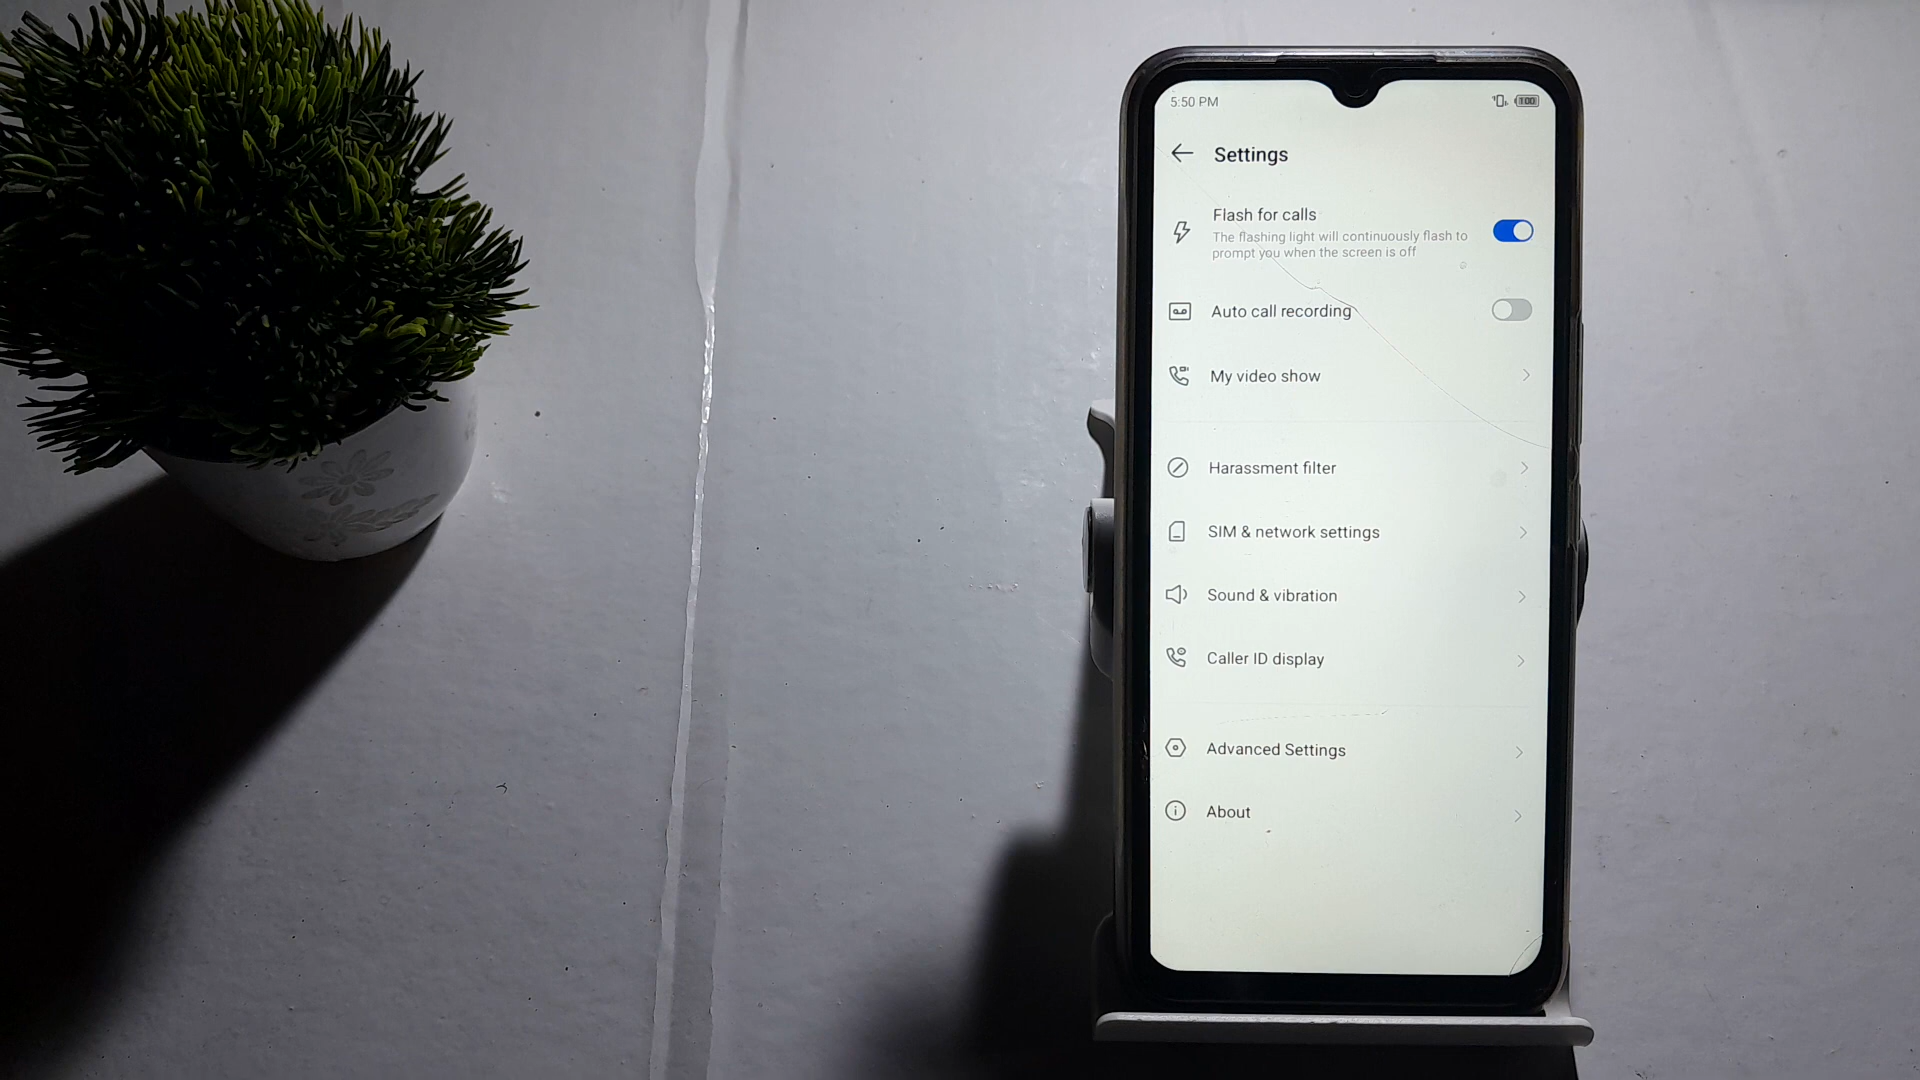 5:50 PM
100
Settings
Flash for calls
The flashing light will continuously flash to
prompt you when the screen is off
Auto call recording
My video show
Harassment filter
SIM & network settings
Sound & vibration
Caller ID display
Advanced Settings
About